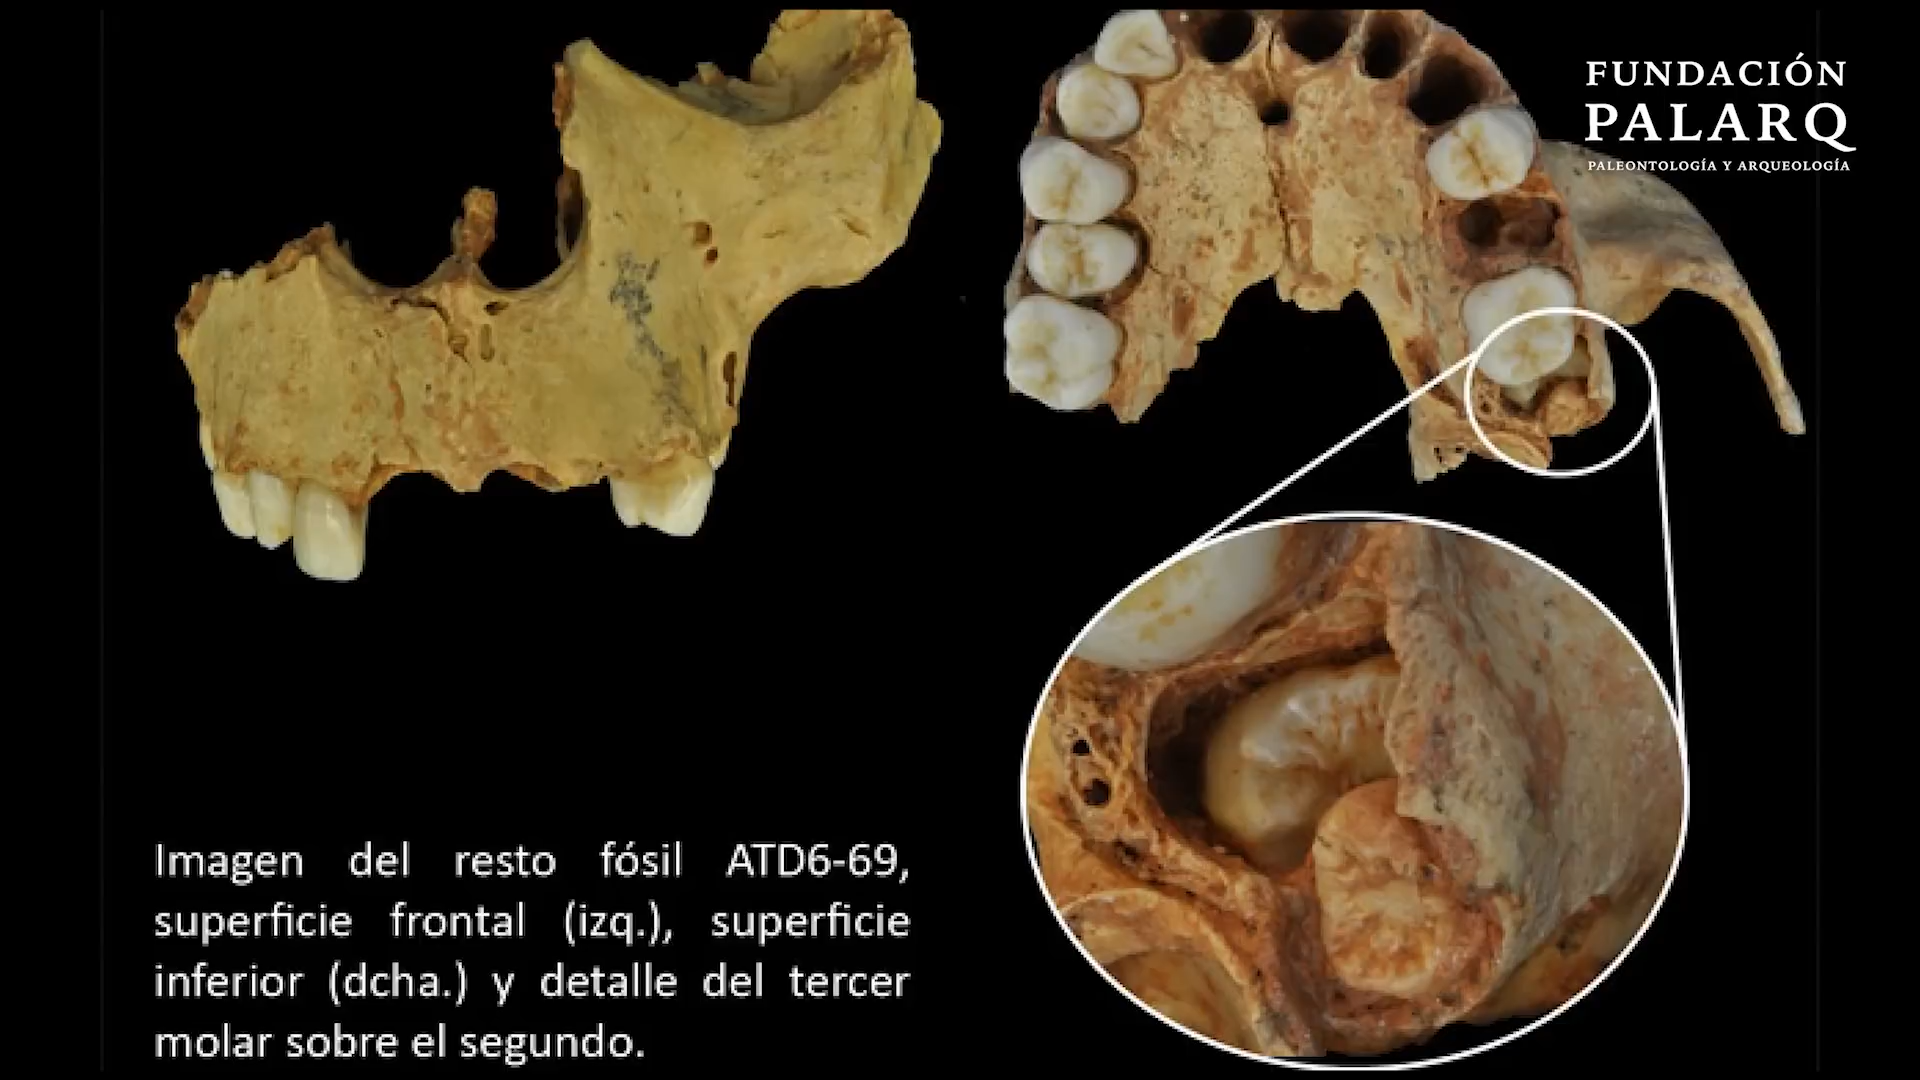 FUNDACIÓN
PALARQ
PALEONTOLOGÍA Y ARQUEOLOGÍA
Imagen del resto fósil ATD6-69,
superficie frontal (izq.), superficie
inferior (dcha.) y detalle del tercer
molar sobre el segundo.